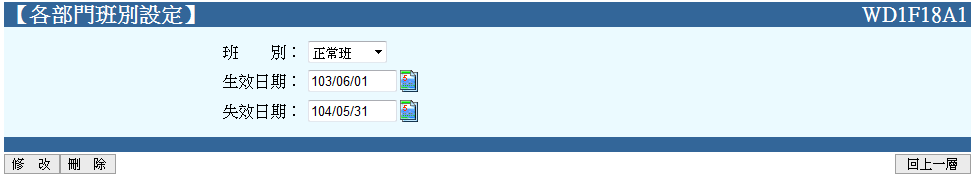 【各部門班別設定】 WD1F18A1
班　別： 正常班
生效日期： 103/06/01
失效日期： 104/05/31
修　改 刪　除 回上一層